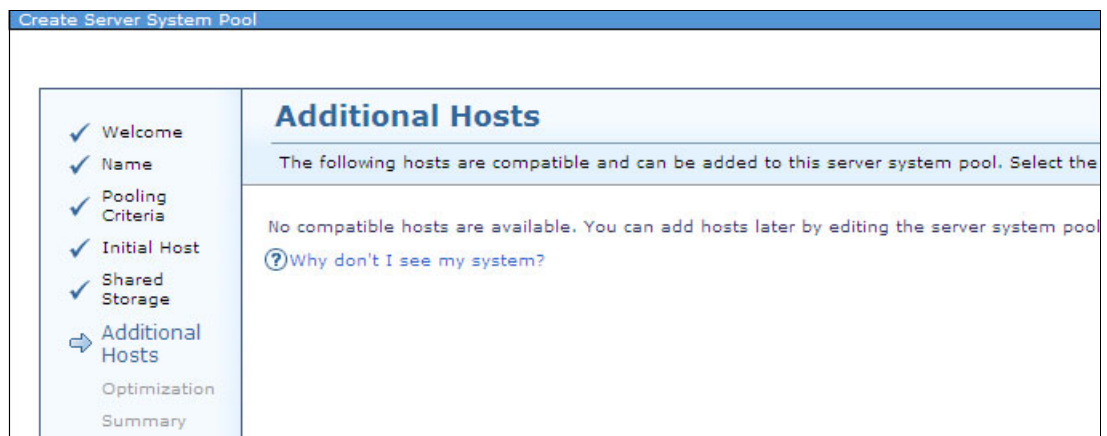 Create Server System Pool
Welcome
Name
Pooling
Criteria
Initial Host
Shared
Storage
Additional
Hosts
Optimization
Summary
Additional Hosts
The following hosts are compatible and can be added to this server system pool. Select the
No compatible hosts are available. You can add hosts later by editing the server system pool
?Why don't I see my system?